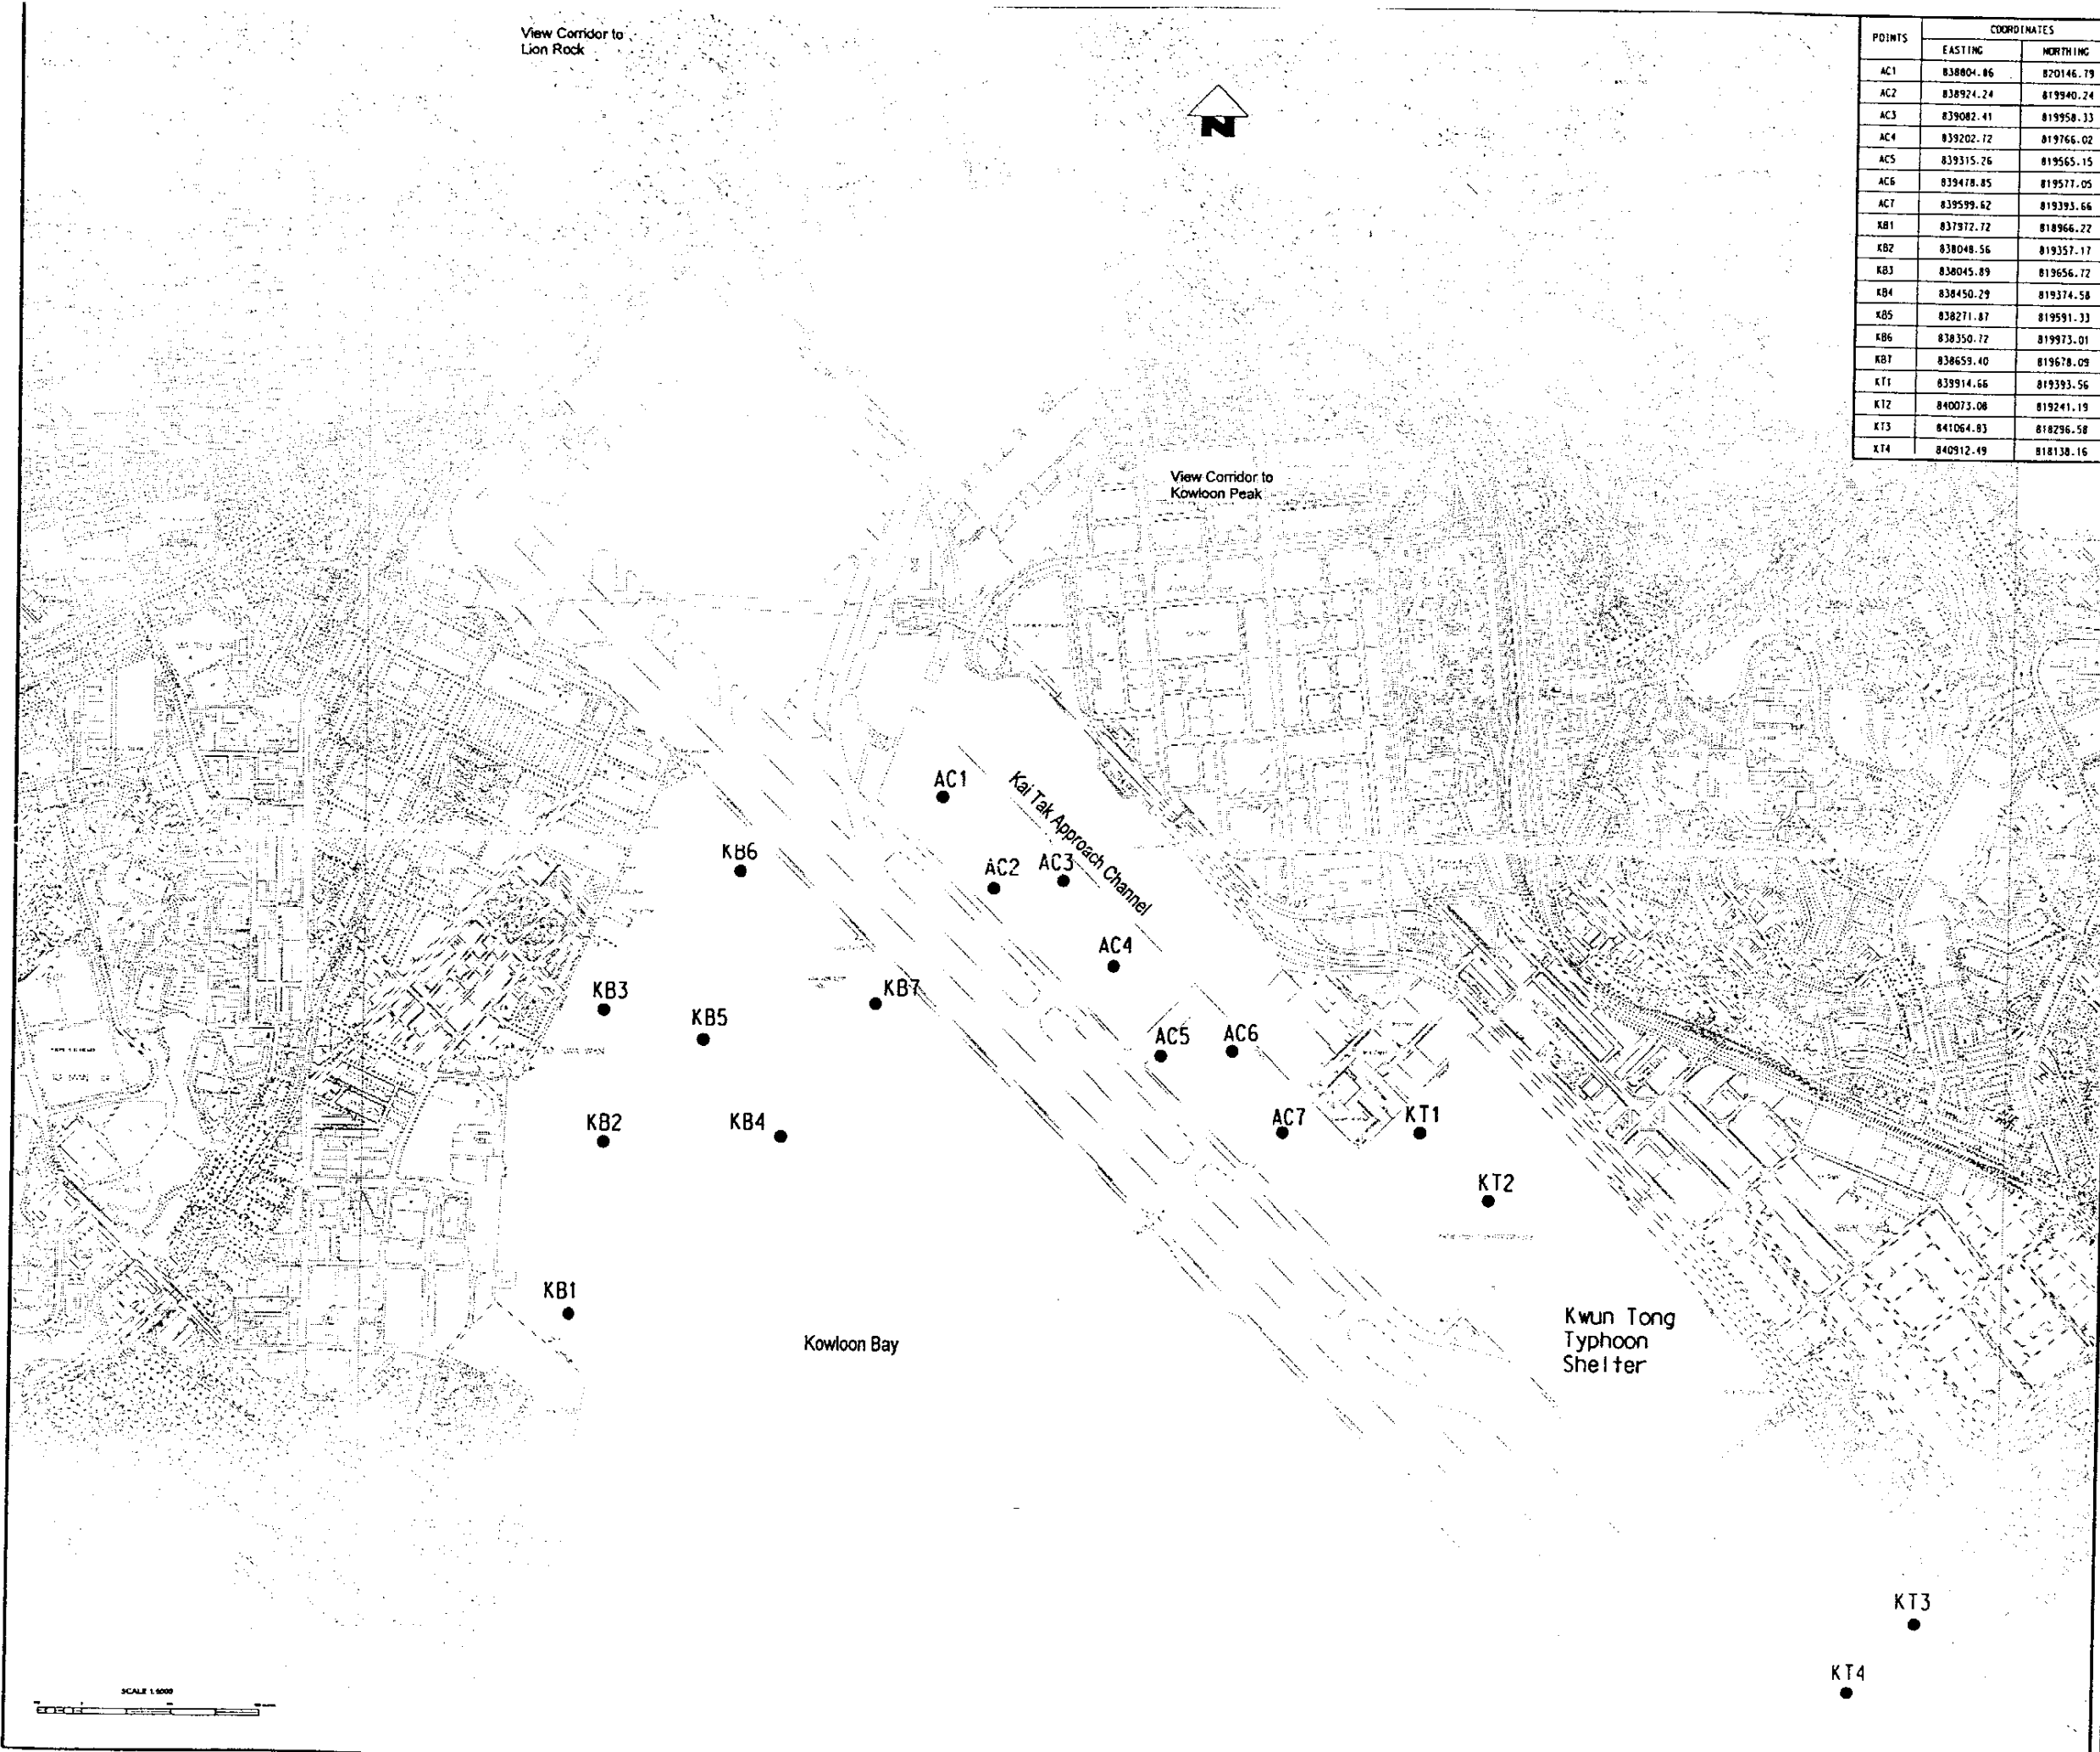 View Corridor to
Lion Rock
N
POINTS COORDINATES
EASTING NORTHING
AC1 838804.86 820146.79
AC2 838924.24 819940.24
AC3 839082.41 819958.33
AC4 839202.72 819766.02
AC5 839315.26 819565.15
AC6 839478.85 819577.05
AC7 839599.62 819393.66
KB1 837972.72 818966.27
KB2 838048.56 819357.17
KB3 838045.89 819656.72
KB4 838450.29 819374.58
KB5 838271.87 819591.33
KB6 838350.72 819973.01
KB7 838659.40 819678.09
KT1 839914.66 819393.56
KT2 840073.08 819241.19
KT3 841064.83 818296.58
KT4 840912.49 818138.16
View Corridor to
Kowloon Peak
AC1
Kai Tak Approach Channel
KB6
AC2
AC3
AC4
KB3
KB7
KB5
AC5
AC6
KB2
KB4
AC7
KT1
KT2
KB1
Kowloon Bay
Kwun Tong
Typhoon
Shelter
KT3
KT4
SCALE 1:5000